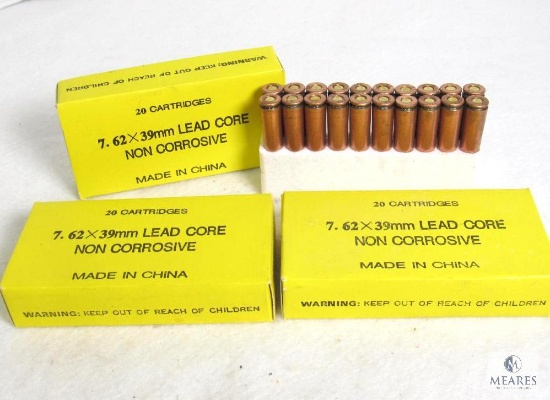 WARNING: KEEP OUT OF REACH OF CHILDREN
20 CARTRIDGES
7.62×39mm LEAD CORE
NON CORROSIVE
MADE IN CHINA
20 CARTRIDGES
7.62×39mm LEAD CORE
NON CORROSIVE
MADE IN CHINA
WARNING: KEEP OUT OF REACH OF CHILDREN
20 CARTRIDGES
7.62×39mm LEAD CORE
NON CORROSIVE
MADE IN CHINA
WARNING: KEEP OUT OF REACH OF CHILDREN
MEARES